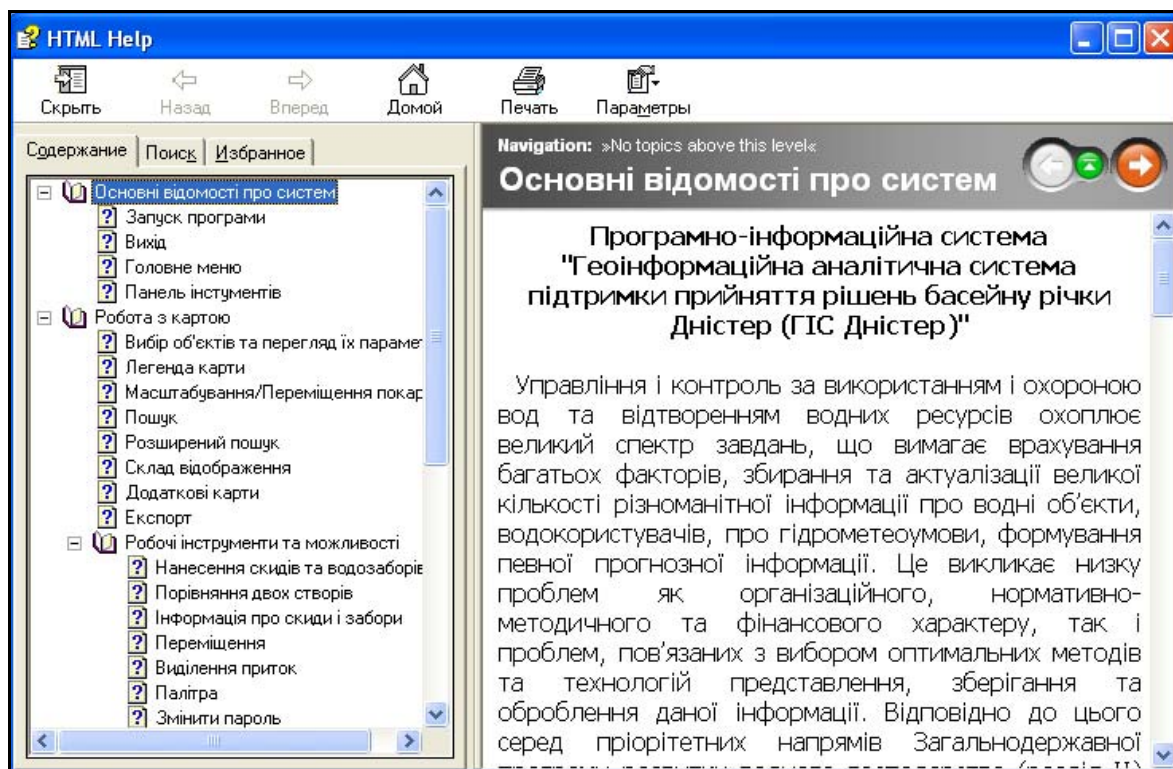 HTML Help
Скрыть Назад Вперед Домой Печать Параметры
Содержание Поиск Избранное
Основні відомості про систем
Запуск програми
Вихід
Головне меню
Панель інстументів
Робота з картою
Вибір об'єктів та перегляд їх парамет
Легенда карти
Масштабування/Переміщення покар
Пошук
Розширений пошук
Склад відображення
Додаткові карти
Експорт
Робочі інструменти та можливості
Нанесення скидів та водозаборів
Порівняння двох створів
Інформація про скиди і забори
Переміщення
Виділення приток
Палітра
Змінити пароль
Navigation: »No topics above this level«
Основні відомості про систем
Програмно-інформаційна система
"Геоінформаційна аналітична система
підтримки прийняття рішень басейну річки
Дністер (ГІС Дністер)"
Управління і контроль за використанням і охороною
вод та відтворенням водних ресурсів охоплює
великий спектр завдань, що вимагає врахування
багатьох факторів, збирання та актуалізації великої
кількості різноманітної інформації про водні об'єкти,
водокористувачів, про гідрометеоумови, формування
певної прогнозної інформації. Це викликає низку
проблем як організаційного, нормативно-
методичного та фінансового характеру, так і
проблем, пов'язаних з вибором оптимальних методів
та технологій представлення, зберігання та
оброблення даної інформації. Відповідно до цього
серед пріоритетних напрямів Загальнодержавної